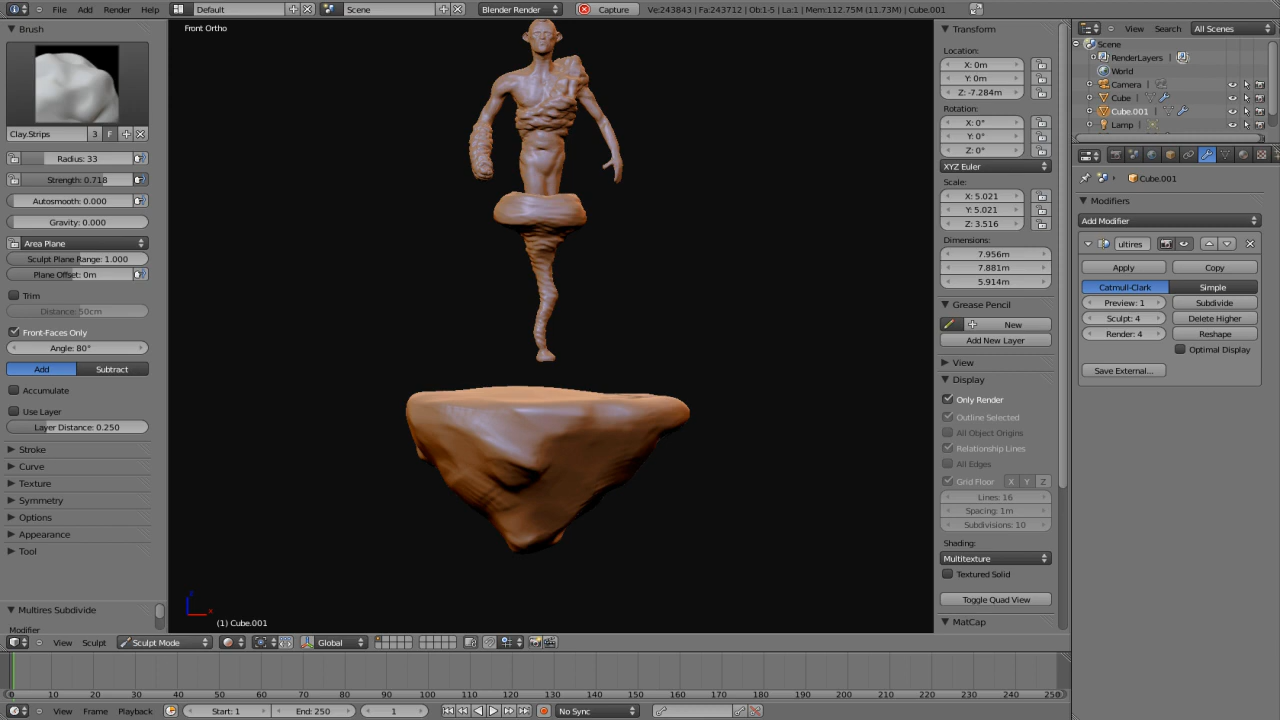 File Add Render Help Default Scene Blender Render Capture Ve:243843 | Fa:243712 | Ob:1-5 | La:1 | Mem:112.75M (11.73M) | Cube.001
Brush
Clay.Strips 3 F
Radius: 33
Strength: 0.718
Autosmooth: 0.000
Gravity: 0.000
Area Plane
Sculpt Plane Range: 1.000
Plane Offset: 0m
Trim
Distance: 50cm
Front-Faces Only
Angle: 80°
Add Subtract
Accumulate
Use Layer
Layer Distance: 0.250
Stroke
Curve
Texture
Symmetry
Options
Appearance
Tool
Multires Subdivide
Modifier
Front Ortho
(1) Cube.001
Transform
Location:
X: 0m
Y: 0m
Z: -7.284m
Rotation:
X: 0°
Y: 0°
Z: 0°
XYZ Euler
Scale:
X: 5.021
Y: 5.021
Z: 3.516
Dimensions:
7.956m
7.881m
5.914m
Grease Pencil
New
Add New Layer
View
Display
Only Render
Outline Selected
All Object Origins
Relationship Lines
All Edges
Grid Floor X Y Z
Lines: 16
Spacing: 1m
Subdivisions: 10
Shading:
Multitexture
Textured Solid
Toggle Quad View
MatCap
View Search All Scenes
Scene
RenderLayers
World
Camera
Cube
Cube.001
Lamp
Cube.001
Modifiers
Add Modifier
ultires
Apply Copy
Catmull-Clark Simple
Preview: 1 Subdivide
Sculpt: 4 Delete Higher
Render: 4 Reshape
Optimal Display
Save External...
View Sculpt Sculpt Mode Global
0 10 20 30 40 50 60 70 80 90 100 110 120 130 140 150 160 170 180 190 200 210 220 230 240 250
View Frame Playback Start: 1 End: 250 1 No Sync